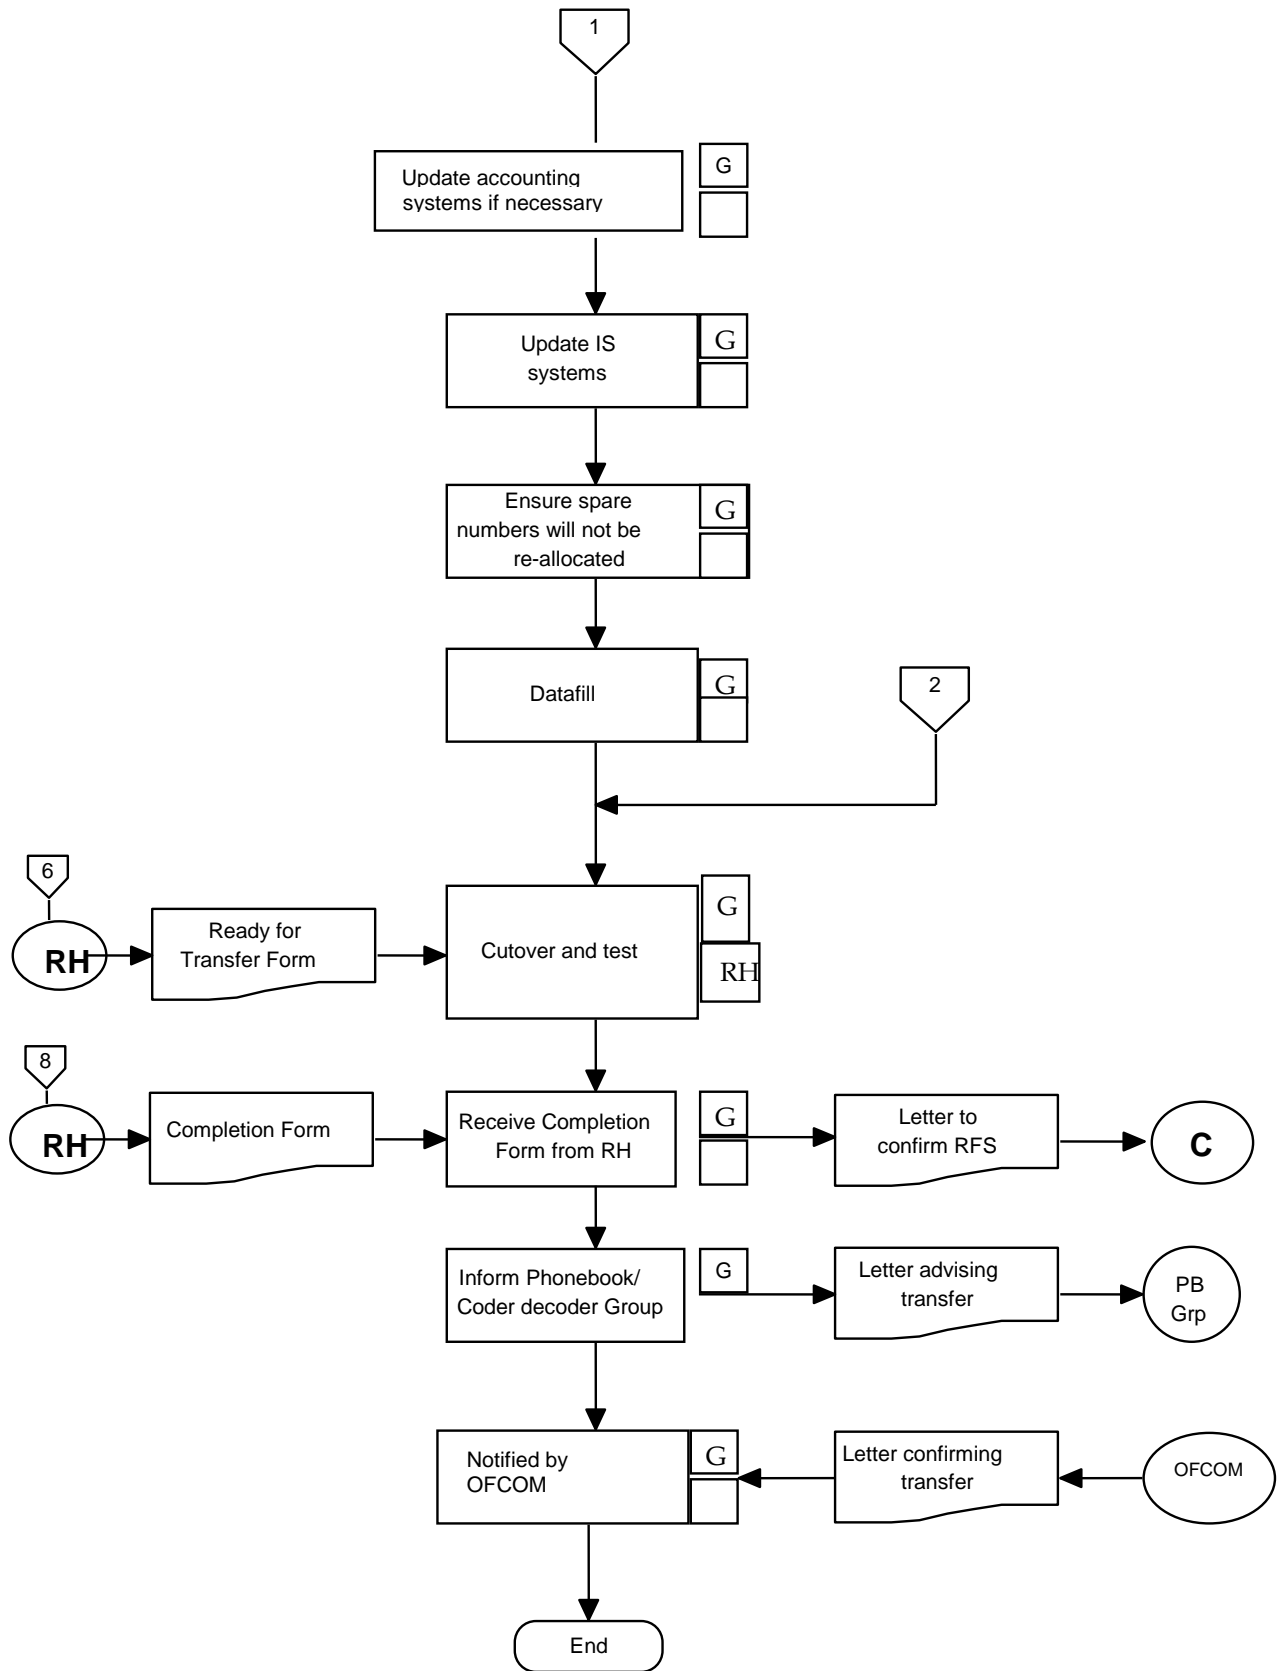 1
Update accounting
systems if necessary
G
Update IS
systems
G
Ensure spare
numbers will not be
re-allocated
G
Datafill
G
2
6
RH
Ready for
Transfer Form
Cutover and test
G
RH
8
RH
Completion Form
Receive Completion
Form from RH
G
Letter to
confirm RFS
C
Inform Phonebook/
Coder decoder Group
G
Letter advising
transfer
PB
Grp
Notified by
OFCOM
G
Letter confirming
transfer
OFCOM
End